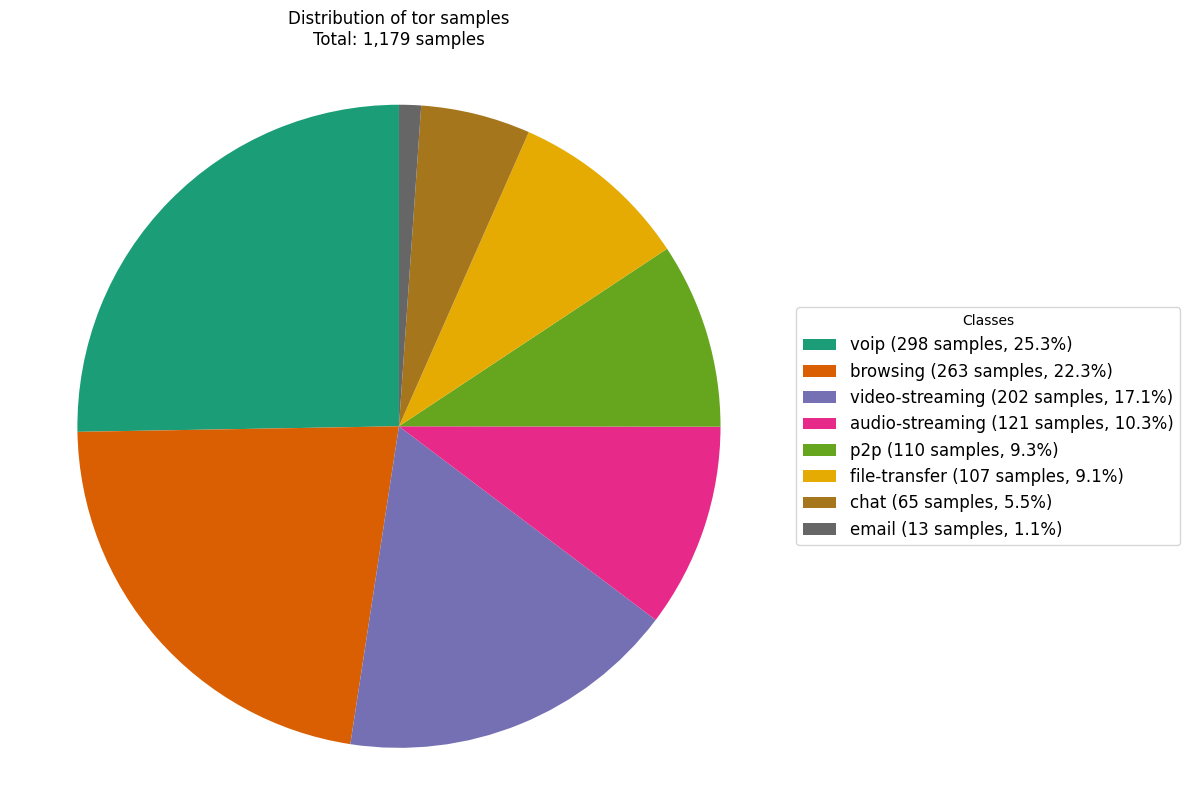 Distribution of tor samples
Total: 1,179 samples
Classes
voip (298 samples, 25.3%)
browsing (263 samples, 22.3%)
video-streaming (202 samples, 17.1%)
audio-streaming (121 samples, 10.3%)
p2p (110 samples, 9.3%)
file-transfer (107 samples, 9.1%)
chat (65 samples, 5.5%)
email (13 samples, 1.1%)